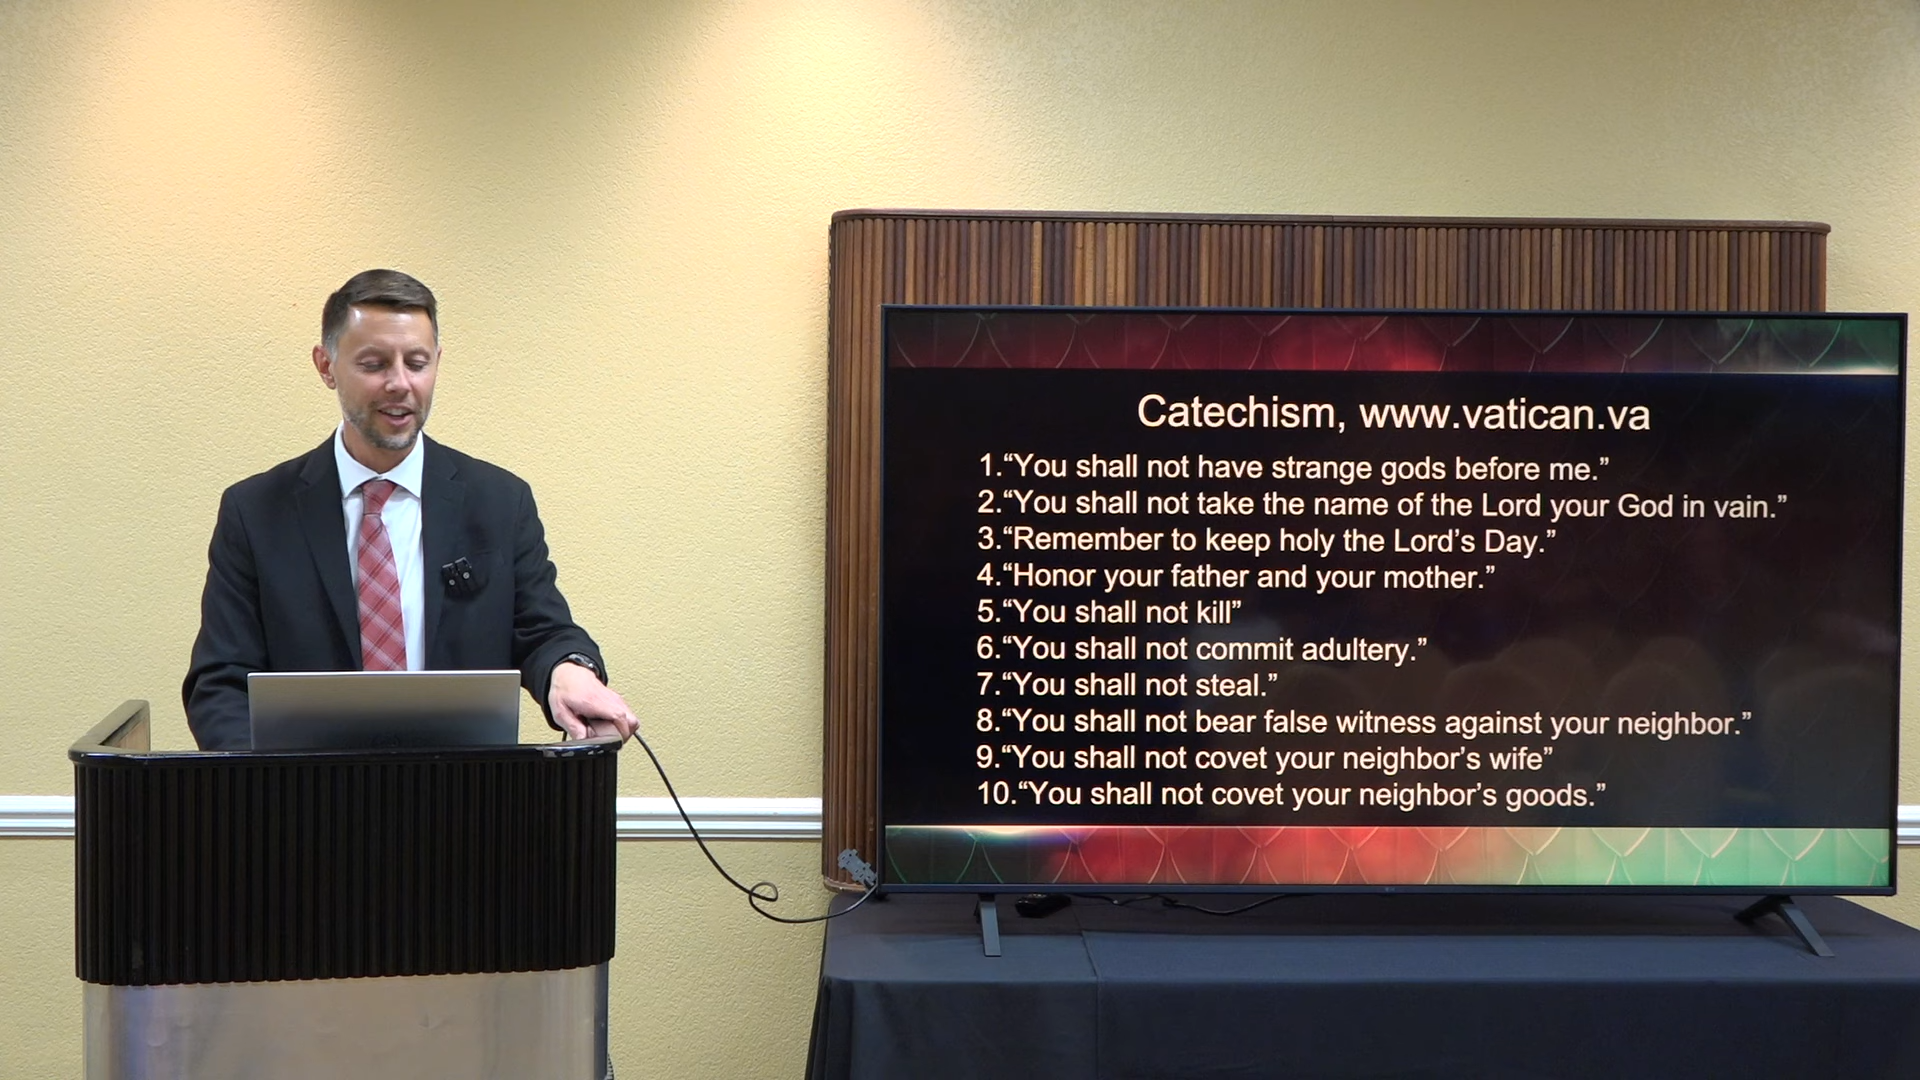 Catechism, www.vatican.va
1.“You shall not have strange gods before me.”
2.“You shall not take the name of the Lord your God in vain.”
3.“Remember to keep holy the Lord’s Day.”
4.“Honor your father and your mother.”
5.“You shall not kill”
6.“You shall not commit adultery.”
7.“You shall not steal.”
8.“You shall not bear false witness against your neighbor.”
9.“You shall not covet your neighbor’s wife”
10.“You shall not covet your neighbor’s goods.”